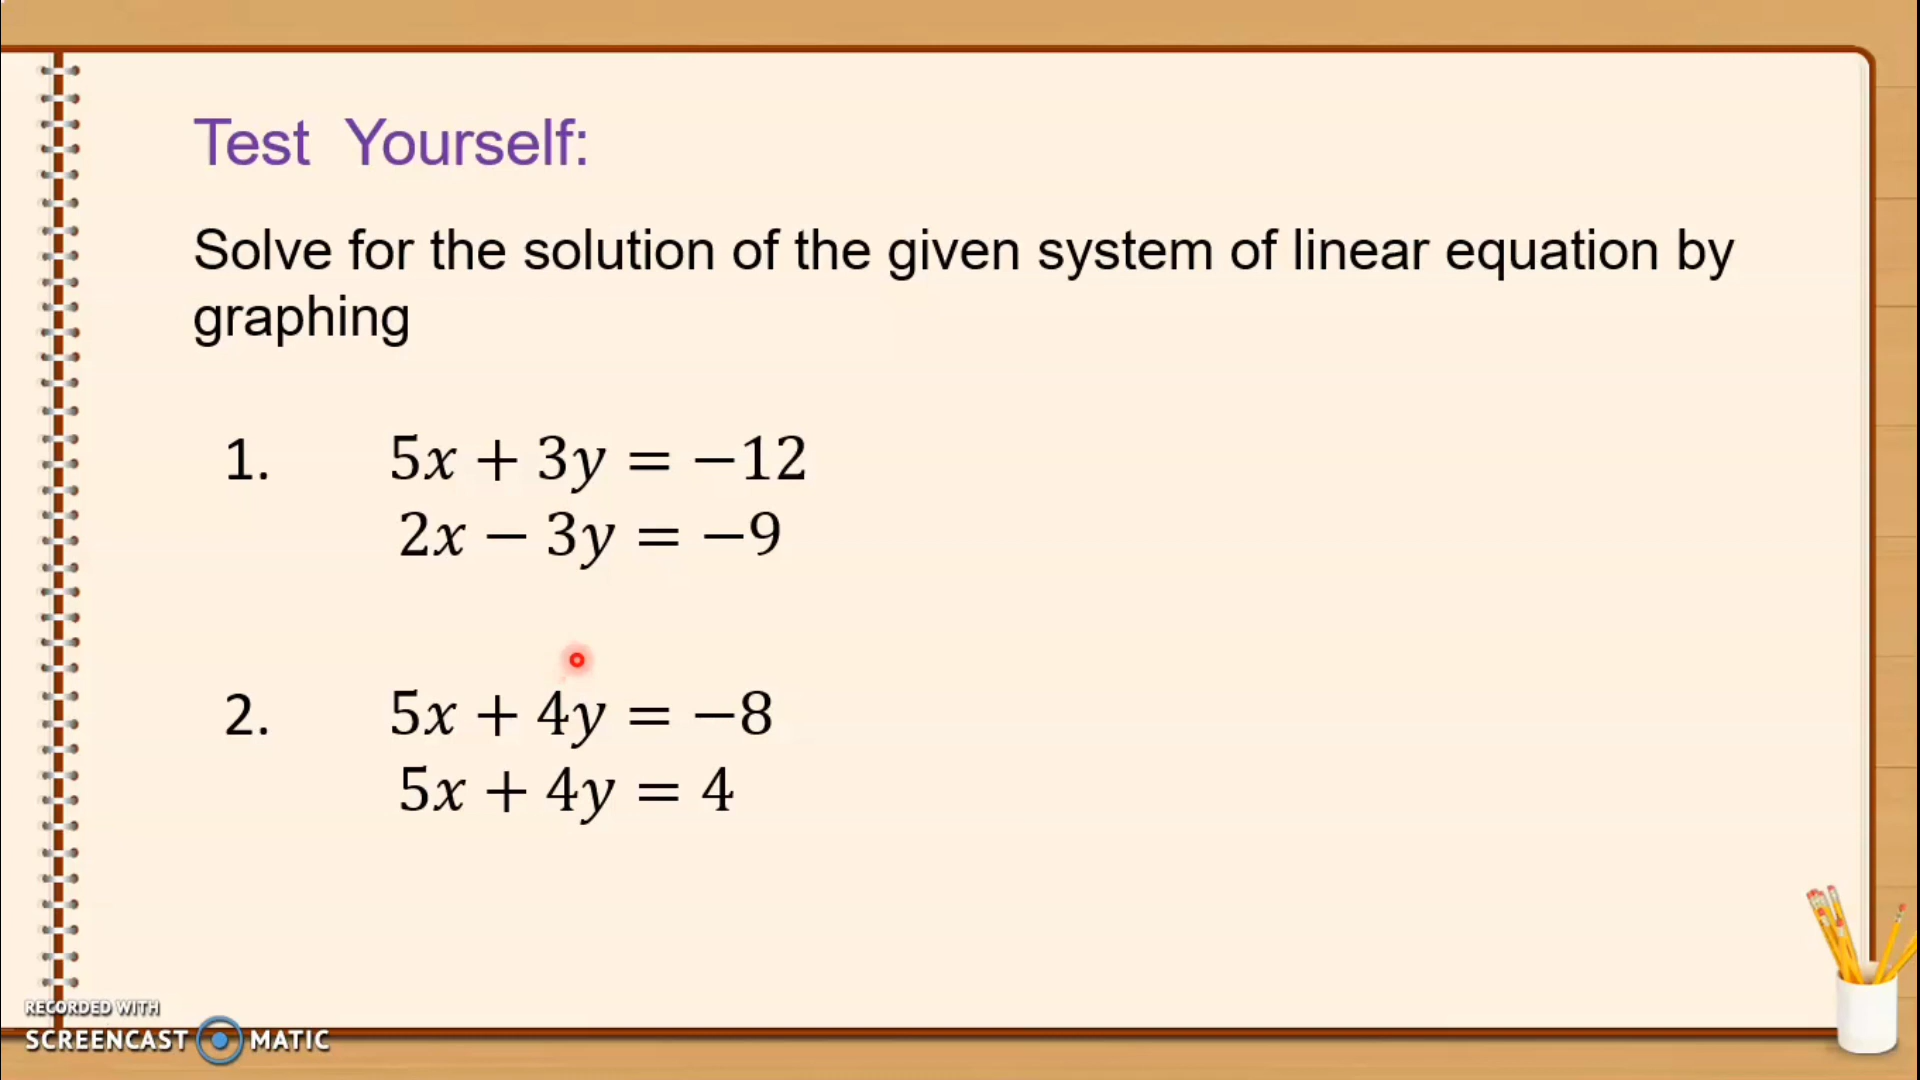 Test Yourself:
Solve for the solution of the given system of linear equation by
graphing
1. 5x + 3y = −12
2x − 3y = −9
2. 5x + 4y = −8
5x + 4y = 4
RECORDED WITH
SCREENCAST MATIC